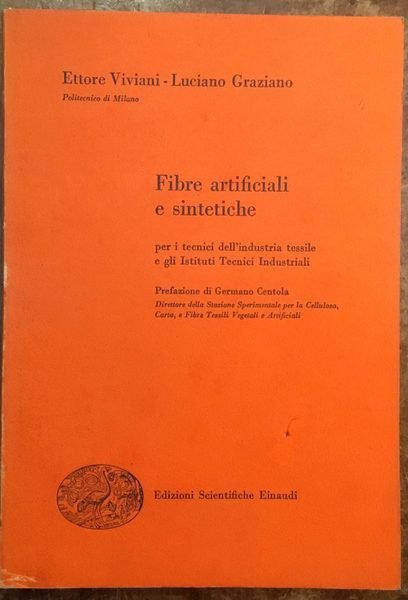 Ettore Viviani - Luciano Graziano
Politecnico di Milano
Fibre artificiali
e sintetiche
per i tecnici dell'industria tessile
e gli Istituti Tecnici Industriali
Prefazione di Germano Centola
Direttore della Stazione Sperimentale per la Cellulosa,
Carta, e Fibre Tessili Vegetali e Artificiali
Edizioni Scientifiche Einaudi